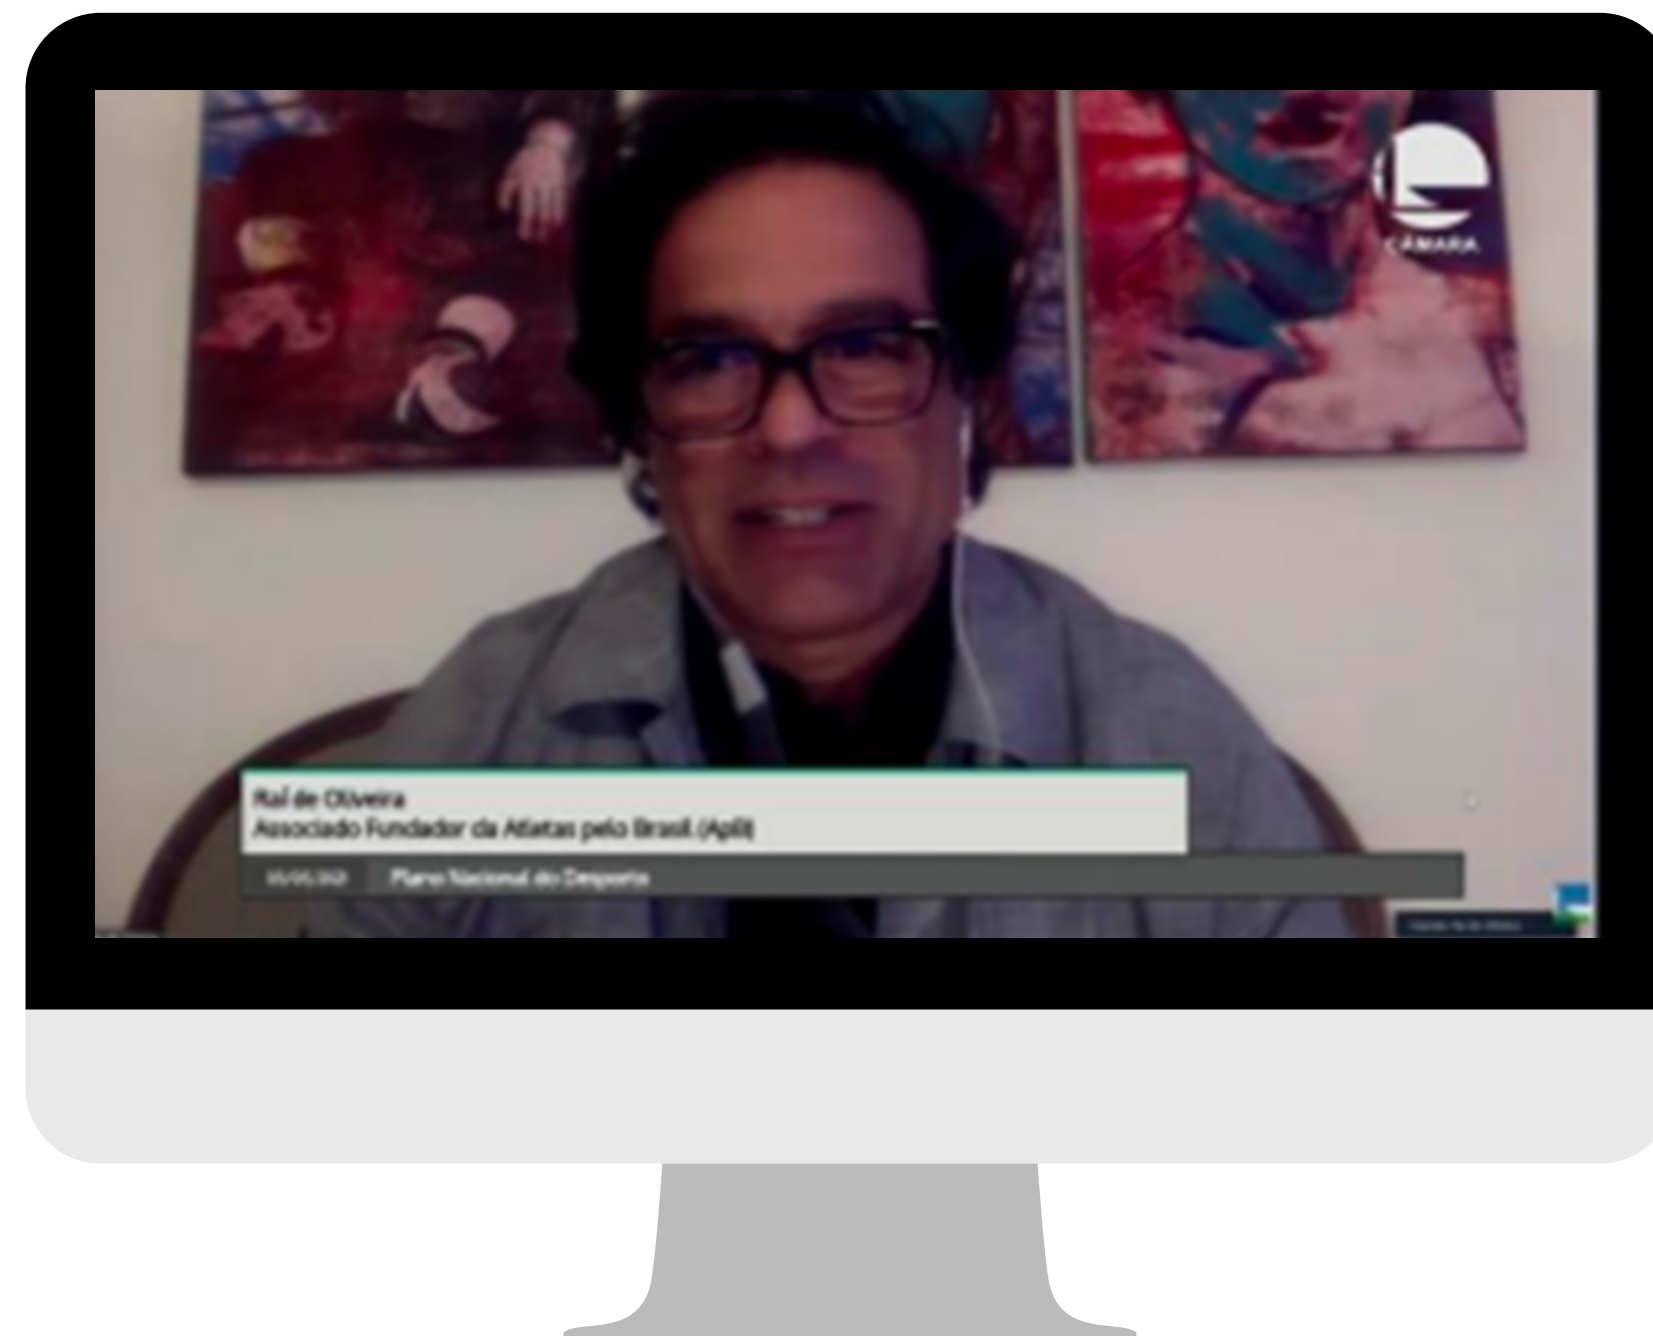 CÂMARA
Raí de Oliveira
Associado Fundador da Atletas pelo Brasil (ApB)
Plano Nacional do Desporto